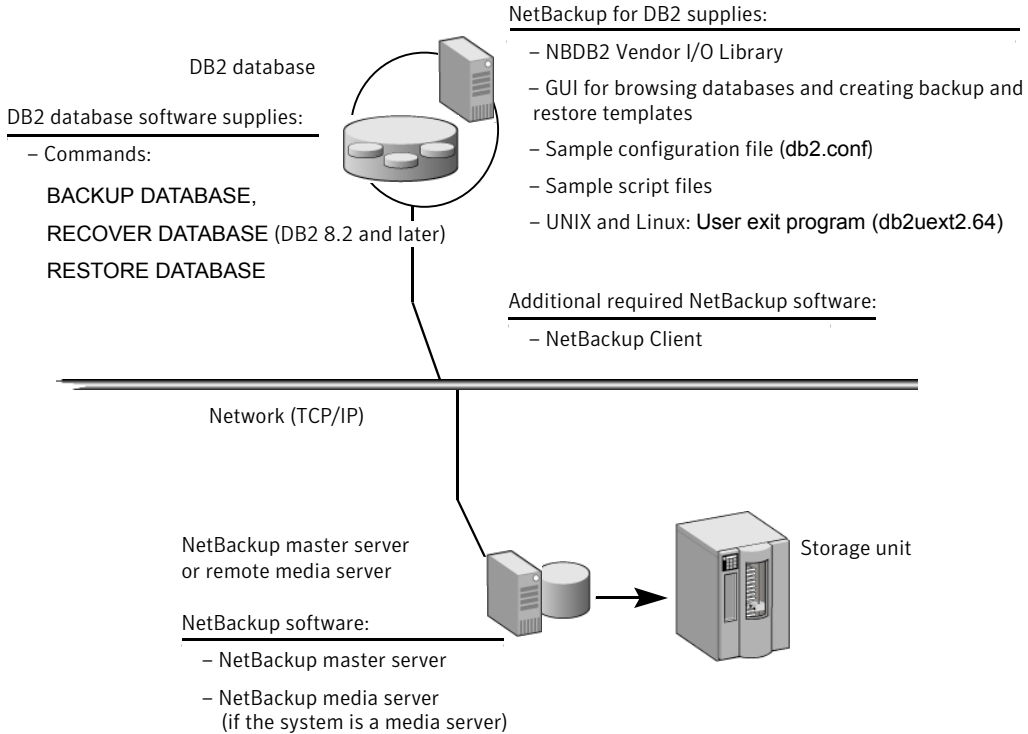 DB2 database
DB2 database software supplies:
– Commands:
BACKUP DATABASE,
RECOVER DATABASE (DB2 8.2 and later)
RESTORE DATABASE
NetBackup for DB2 supplies:
– NBDB2 Vendor I/O Library
– GUI for browsing databases and creating backup and
restore templates
– Sample configuration file (db2.conf)
– Sample script files
– UNIX and Linux: User exit program (db2uext2.64)
Additional required NetBackup software:
– NetBackup Client
Network (TCP/IP)
NetBackup master server
or remote media server
Storage unit
NetBackup software:
– NetBackup master server
– NetBackup media server
(if the system is a media server)